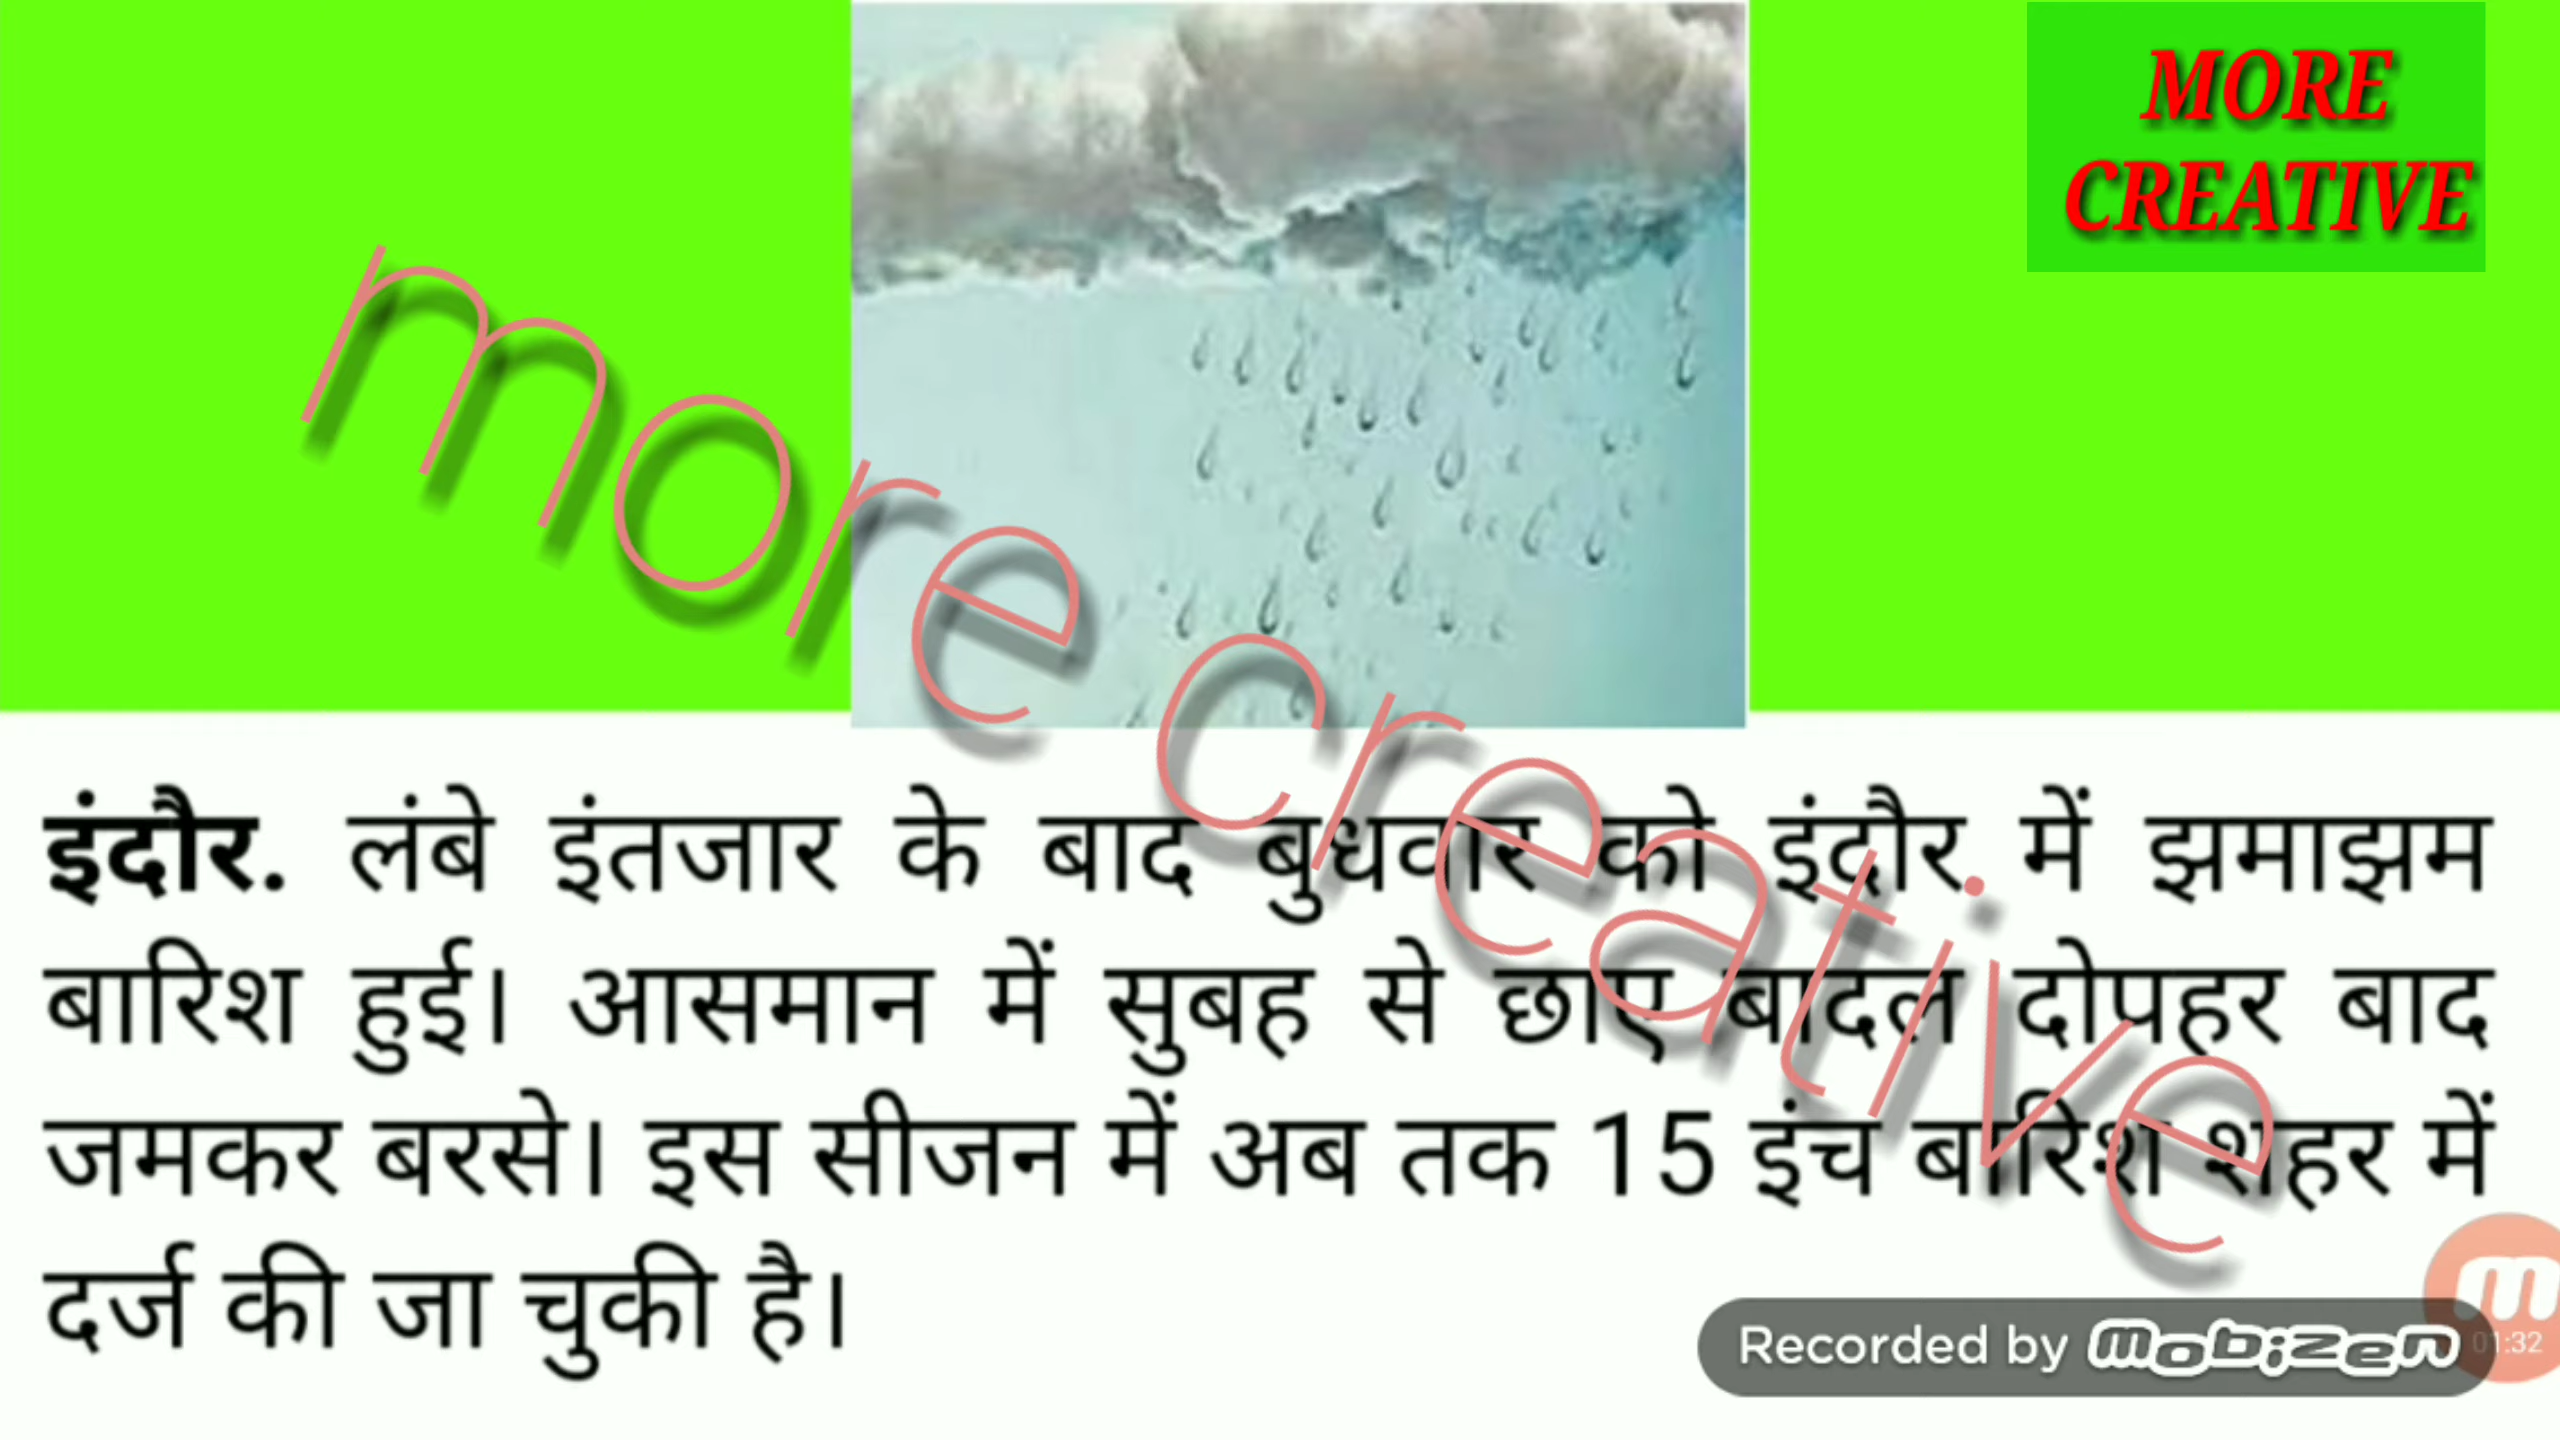 MORE
CREATIVE
more creative
इंदौर. लंबे इंतजार के बाद बुधवार को इंदौर में झमाझम
बारिश हुई। आसमान में सुबह से छाए बादल दोपहर बाद
जमकर बरसे। इस सीजन में अब तक 15 इंच बारिश शहर में
दर्ज की जा चुकी है।
Recorded by mobizen
01:32